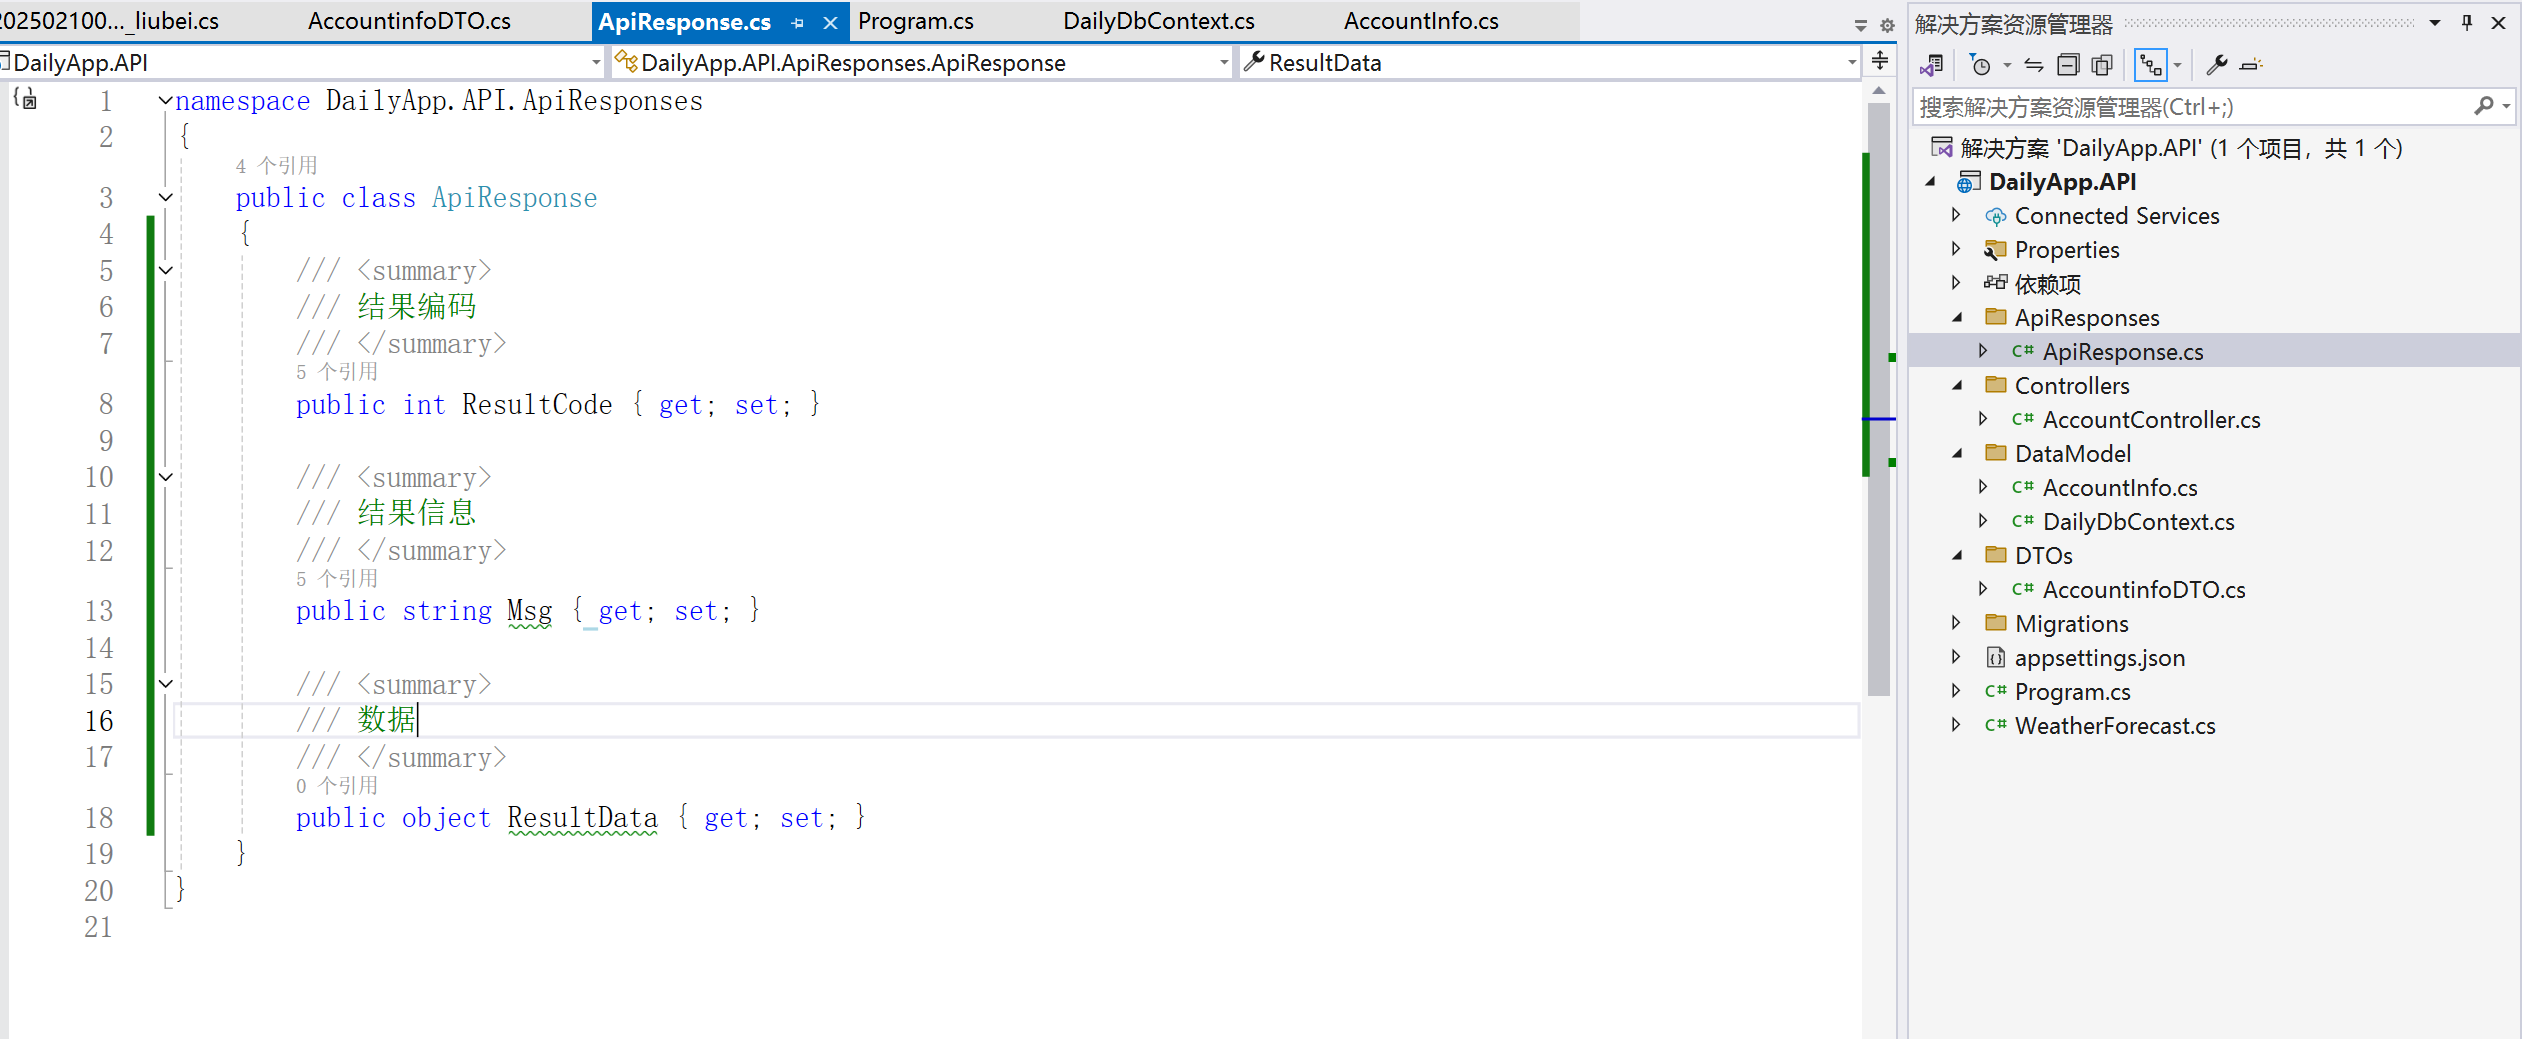 202502100..._liubei.cs
AccountinfoDTO.cs
ApiResponse.cs
Program.cs
DailyDbContext.cs
AccountInfo.cs
DailyApp.API
DailyApp.API.ApiResponses.ApiResponse
ResultData
1 namespace DailyApp.API.ApiResponses
2 {
4 个引用
3 public class ApiResponse
4 {
5 /// <summary>
6 /// 结果编码
7 /// </summary>
5 个引用
8 public int ResultCode { get; set; }
9
10 /// <summary>
11 /// 结果信息
12 /// </summary>
5 个引用
13 public string Msg { get; set; }
14
15 /// <summary>
16 /// 数据
17 /// </summary>
0 个引用
18 public object ResultData { get; set; }
19 }
20 }
21
解决方案资源管理器
搜索解决方案资源管理器(Ctrl+;)
解决方案 'DailyApp.API' (1 个项目，共 1 个)
DailyApp.API
Connected Services
Properties
依赖项
ApiResponses
C# ApiResponse.cs
Controllers
C# AccountController.cs
DataModel
C# AccountInfo.cs
C# DailyDbContext.cs
DTOs
C# AccountinfoDTO.cs
Migrations
appsettings.json
C# Program.cs
C# WeatherForecast.cs